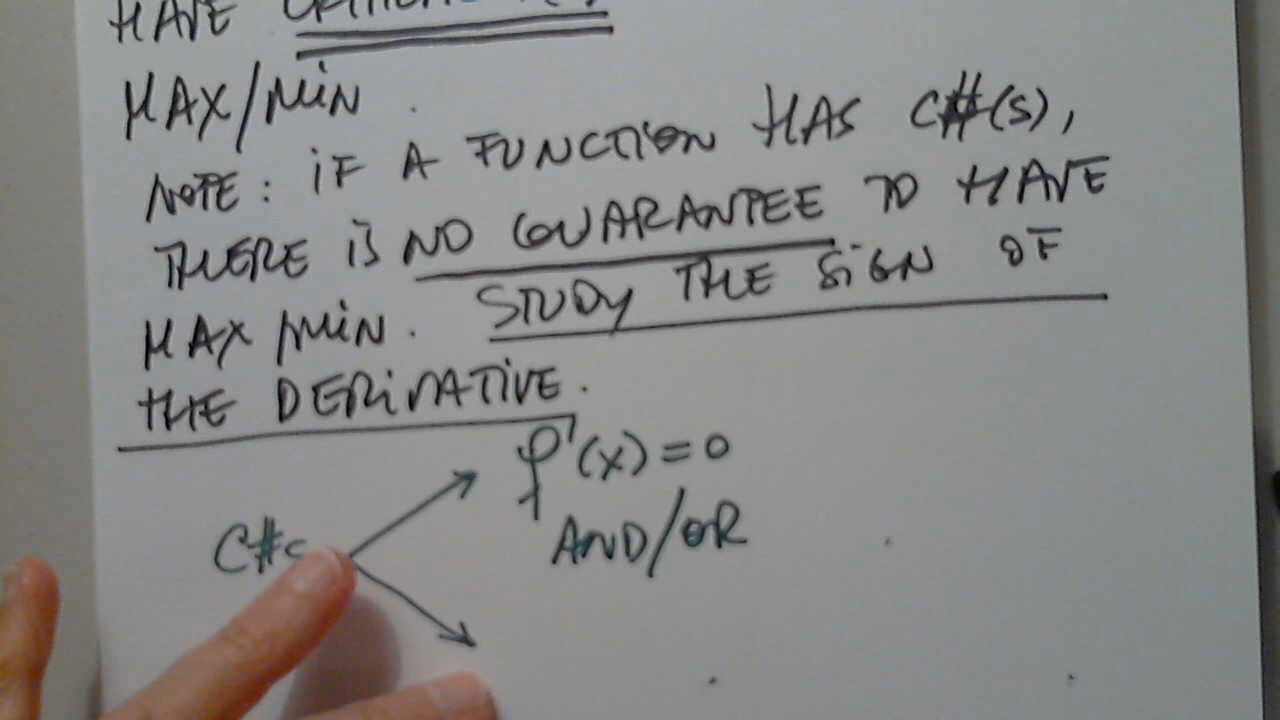 HAVE
MAX/MIN.
NOTE: IF A FUNCTION HAS C#(S),
THERE IS NO GUARANTEE TO HAVE
MAX/MIN. STUDY THE SIGN OF
THE DERIVATIVE.
f'(x)=0
C#s
AND/OR